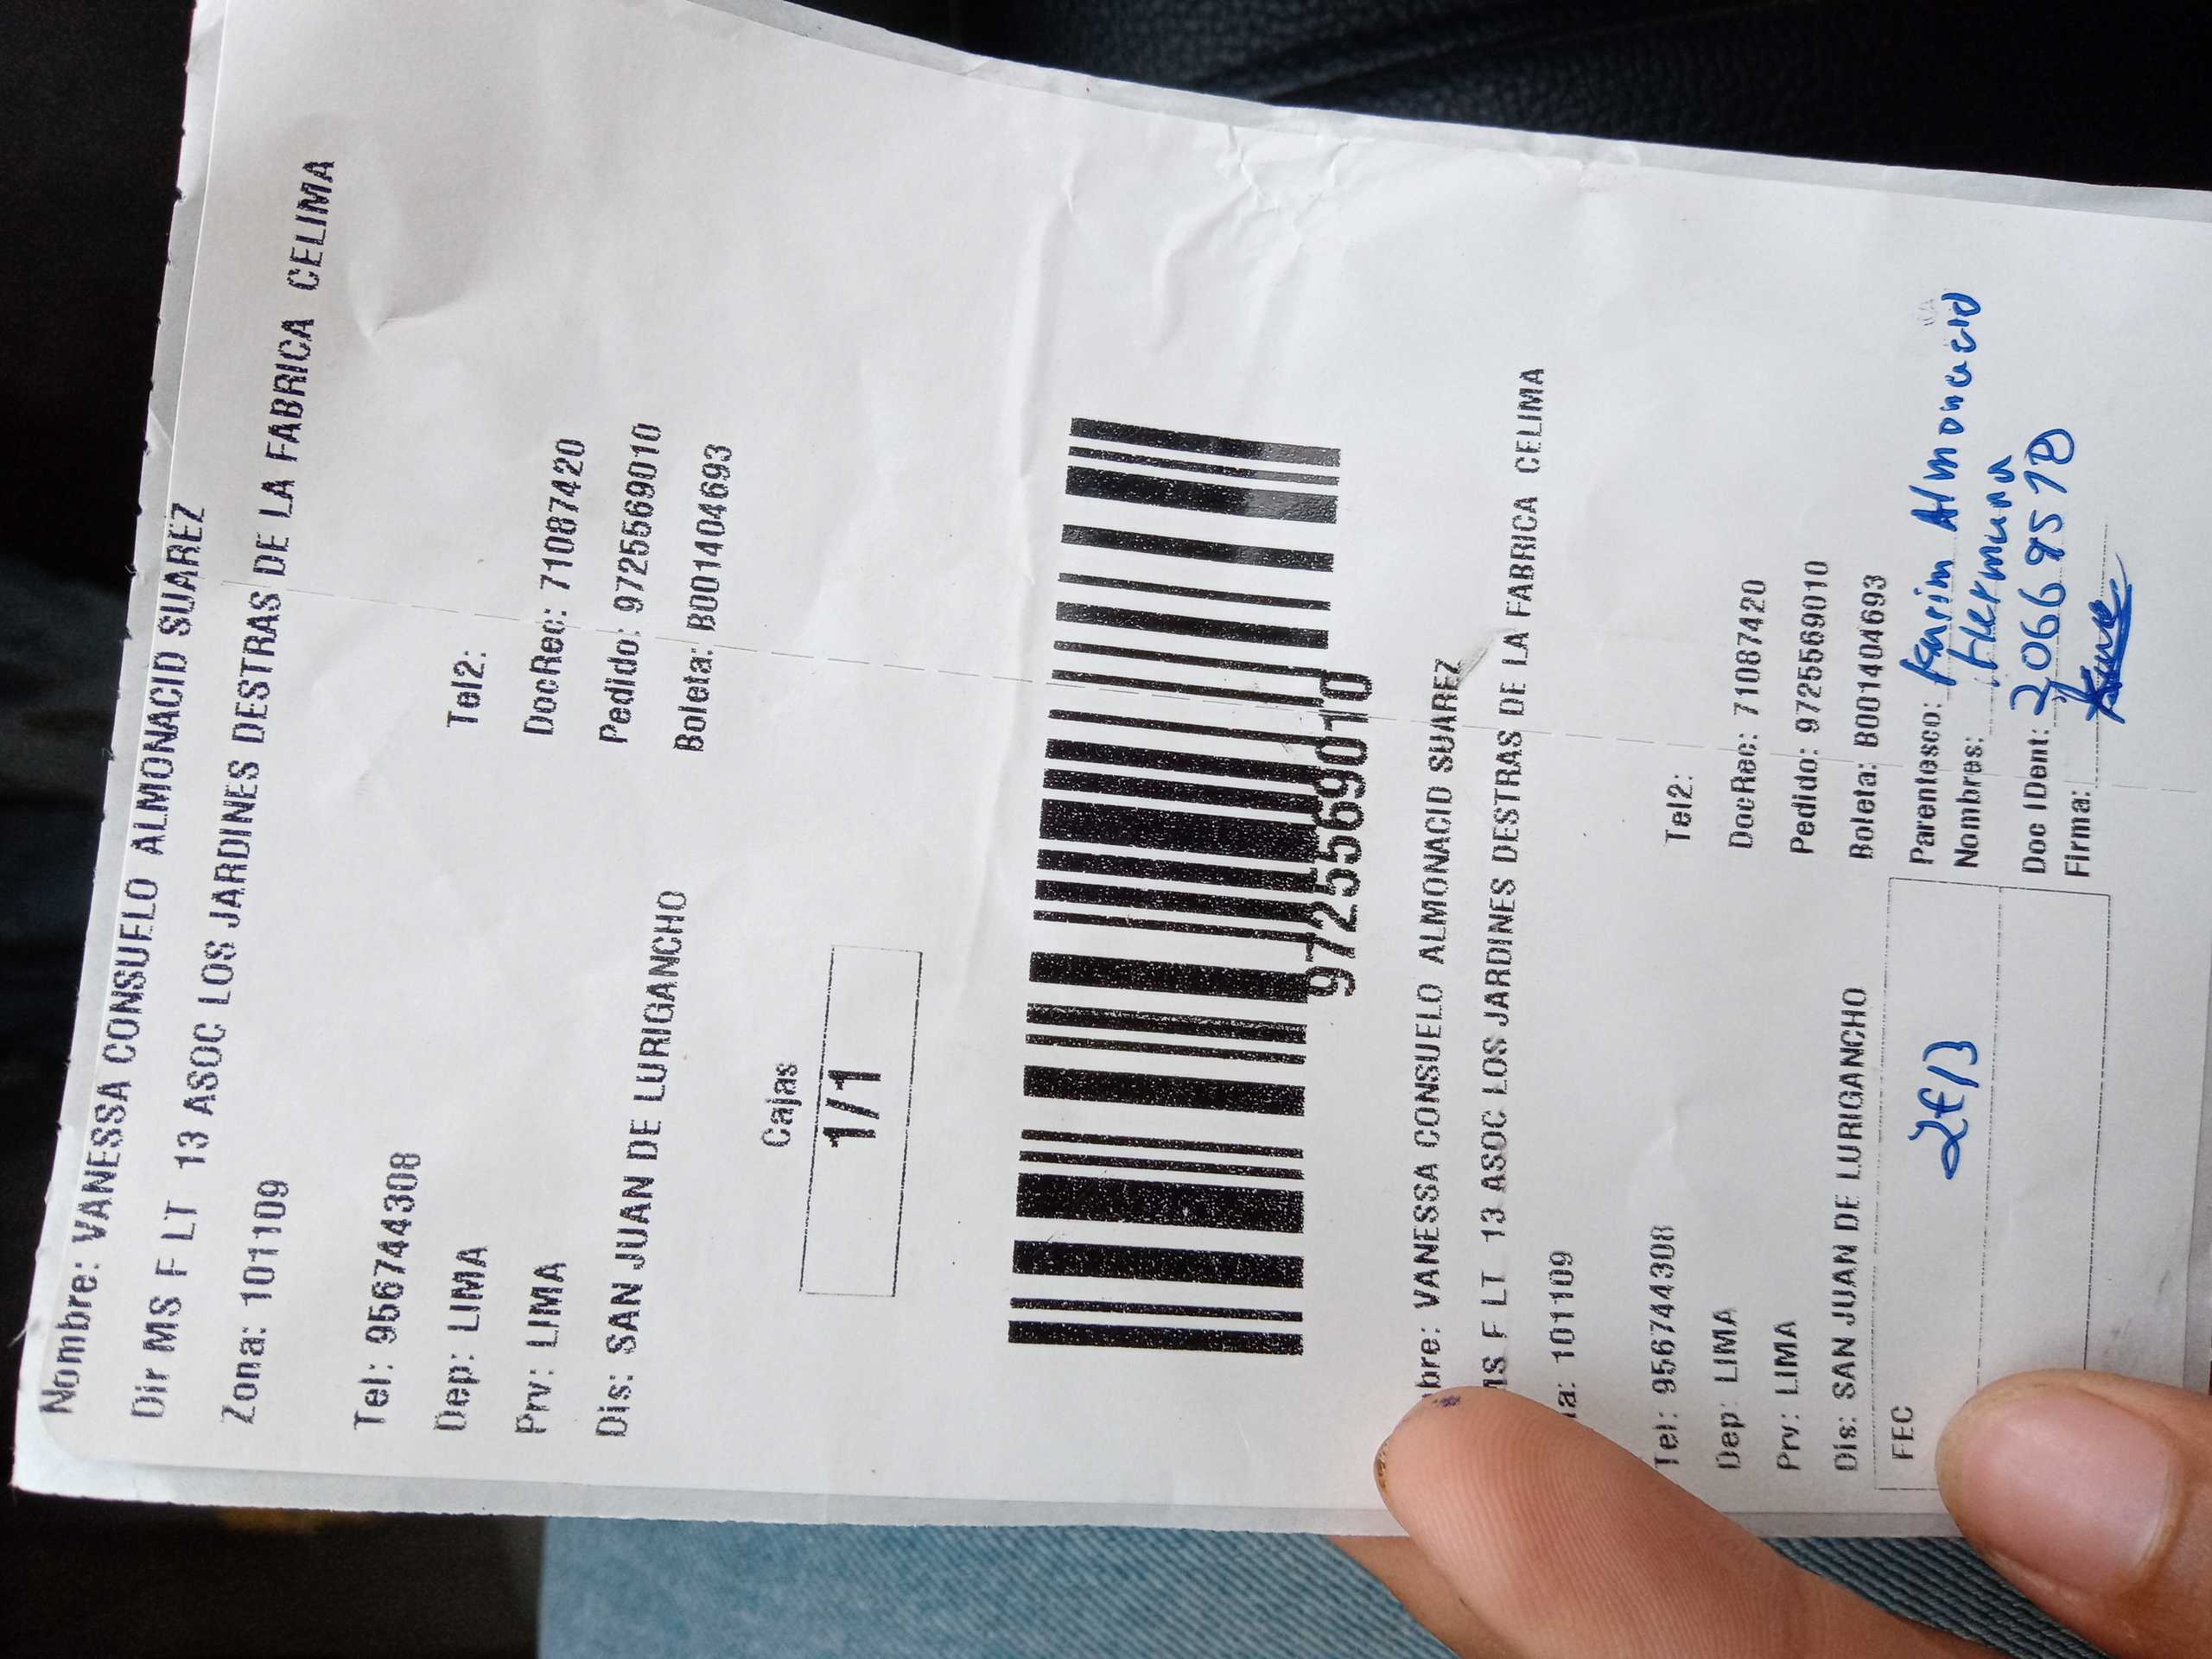 Nombre: VANESSA CONSUELO ALMONACID SUAREZ
Dir MS F LT 13 ASOC LOS JARDINES DESTRAS DE LA FABRICA CELIMA
Zona: 101109
Tel: 956744308 Tel2:
Dep: LIMA DocRec: 71087420
Prv: LIMA Pedido: 9725569010
Dis: SAN JUAN DE LURIGANCHO Boleta: B001404693
Cajas
1/1
9725569010
bre: VANESSA CONSUELO ALMONACID SUAREZ
MS F LT 13 ASOC LOS JARDINES DESTRAS DE LA FABRICA CELIMA
na: 101109
Tel: 956744308 Tel2:
Dep: LIMA DocRec: 71087420
Prv: LIMA Pedido: 9725569010
Dis: SAN JUAN DE LURIGANCHO Boleta: B001404693
FEC Parentesco: Karim Almonacid
Nombres: Hermana
Doc IDent:
Firma: